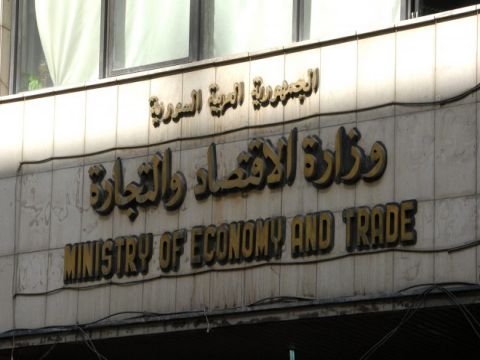 الجمهورية العربية السورية
وزارة الاقتصاد والتجارة
MINISTRY OF ECONOMY AND TRADE